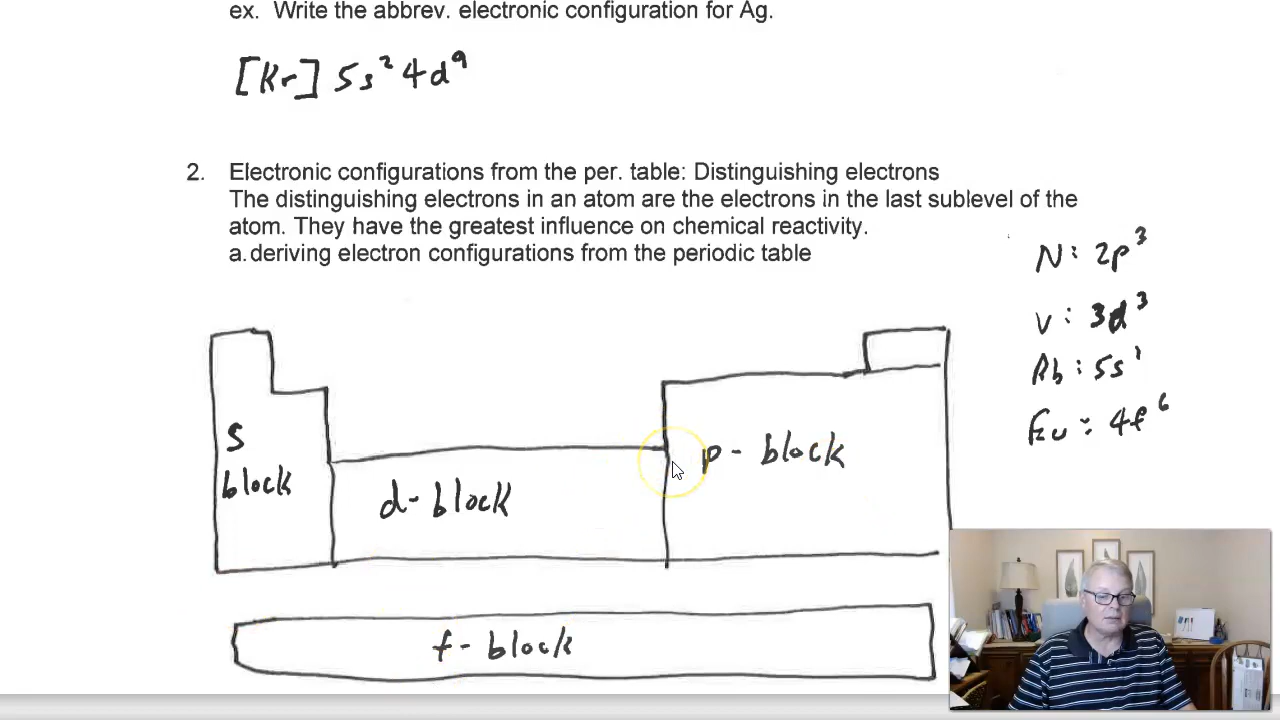 ex. Write the abbrev. electronic configuration for Ag.
[Kr] 5s² 4d⁹
2. Electronic configurations from the per. table: Distinguishing electrons
The distinguishing electrons in an atom are the electrons in the last sublevel of the
atom. They have the greatest influence on chemical reactivity.
a. deriving electron configurations from the periodic table
N: 2p³
V: 3d³
Rb: 5s¹
Eu: 4f⁶
s
block
d-block
p-block
f-block